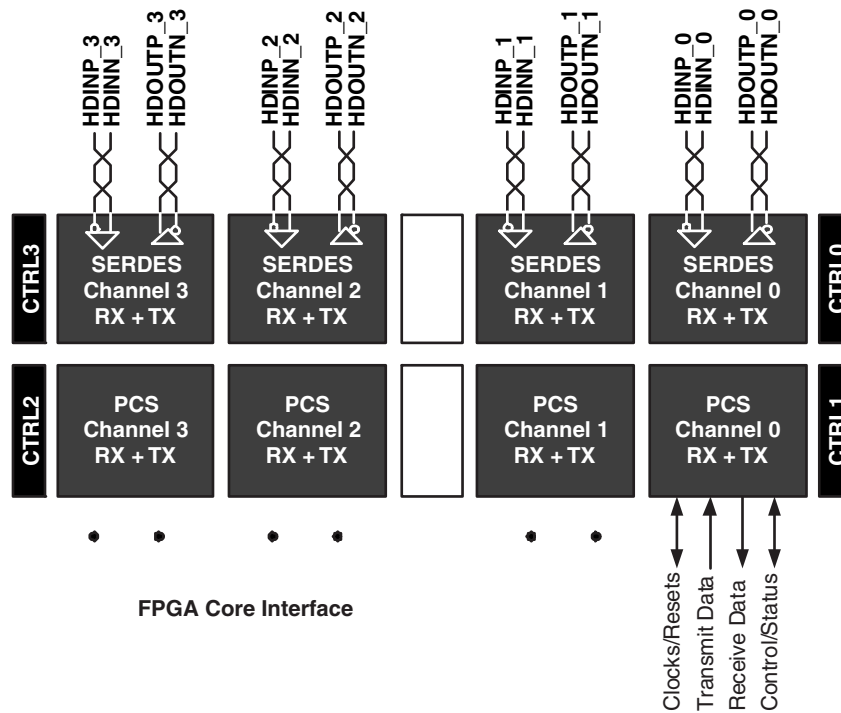 HDINP_3
HDINN_3
HDOUTP_3
HDOUTN_3
HDINP_2
HDINN_2
HDOUTP_2
HDOUTN_2
HDINP_1
HDINN_1
HDOUTP_1
HDOUTN_1
HDINP_0
HDINN_0
HDOUTP_0
HDOUTN_0
CTRL3
SERDES
Channel 3
RX + TX
SERDES
Channel 2
RX + TX
SERDES
Channel 1
RX + TX
SERDES
Channel 0
RX + TX
CTRL0
CTRL2
PCS
Channel 3
RX + TX
PCS
Channel 2
RX + TX
PCS
Channel 1
RX + TX
PCS
Channel 0
RX + TX
CTRL1
FPGA Core Interface
Clocks/Resets
Transmit Data
Receive Data
Control/Status